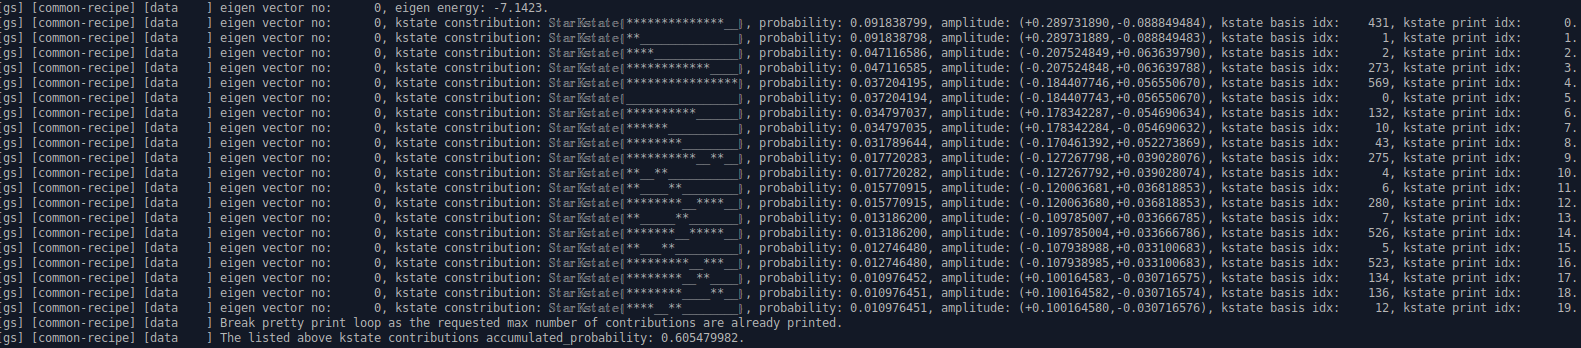 [gs] [common-recipe] [data    ] eigen vector no:      0, eigen energy: -7.1423.
[gs] [common-recipe] [data    ] eigen vector no:      0, kstate constribution: 𝕊𝕥𝕒𝕣𝕂𝕤𝕥𝕒𝕥𝕖⟦**************__⟧, probability: 0.091838799, amplitude: (+0.289731890,-0.088849484), kstate basis idx:    431, kstate print idx:      0.
[gs] [common-recipe] [data    ] eigen vector no:      0, kstate constribution: 𝕊𝕥𝕒𝕣𝕂𝕤𝕥𝕒𝕥𝕖⟦**______________⟧, probability: 0.091838798, amplitude: (+0.289731889,-0.088849483), kstate basis idx:      1, kstate print idx:      1.
[gs] [common-recipe] [data    ] eigen vector no:      0, kstate constribution: 𝕊𝕥𝕒𝕣𝕂𝕤𝕥𝕒𝕥𝕖⟦****____________⟧, probability: 0.047116586, amplitude: (-0.207524849,+0.063639790), kstate basis idx:      2, kstate print idx:      2.
[gs] [common-recipe] [data    ] eigen vector no:      0, kstate constribution: 𝕊𝕥𝕒𝕣𝕂𝕤𝕥𝕒𝕥𝕖⟦************____⟧, probability: 0.047116585, amplitude: (-0.207524848,+0.063639788), kstate basis idx:    273, kstate print idx:      3.
[gs] [common-recipe] [data    ] eigen vector no:      0, kstate constribution: 𝕊𝕥𝕒𝕣𝕂𝕤𝕥𝕒𝕥𝕖⟦****************⟧, probability: 0.037204195, amplitude: (-0.184407746,+0.056550670), kstate basis idx:    569, kstate print idx:      4.
[gs] [common-recipe] [data    ] eigen vector no:      0, kstate constribution: 𝕊𝕥𝕒𝕣𝕂𝕤𝕥𝕒𝕥𝕖⟦________________⟧, probability: 0.037204194, amplitude: (-0.184407743,+0.056550670), kstate basis idx:      0, kstate print idx:      5.
[gs] [common-recipe] [data    ] eigen vector no:      0, kstate constribution: 𝕊𝕥𝕒𝕣𝕂𝕤𝕥𝕒𝕥𝕖⟦**********______⟧, probability: 0.034797037, amplitude: (+0.178342287,-0.054690634), kstate basis idx:    132, kstate print idx:      6.
[gs] [common-recipe] [data    ] eigen vector no:      0, kstate constribution: 𝕊𝕥𝕒𝕣𝕂𝕤𝕥𝕒𝕥𝕖⟦******__________⟧, probability: 0.034797035, amplitude: (+0.178342284,-0.054690632), kstate basis idx:     10, kstate print idx:      7.
[gs] [common-recipe] [data    ] eigen vector no:      0, kstate constribution: 𝕊𝕥𝕒𝕣𝕂𝕤𝕥𝕒𝕥𝕖⟦********________⟧, probability: 0.031789644, amplitude: (-0.170461392,+0.052273869), kstate basis idx:     43, kstate print idx:      8.
[gs] [common-recipe] [data    ] eigen vector no:      0, kstate constribution: 𝕊𝕥𝕒𝕣𝕂𝕤𝕥𝕒𝕥𝕖⟦**********__**__⟧, probability: 0.017720283, amplitude: (-0.127267798,+0.039028076), kstate basis idx:    275, kstate print idx:      9.
[gs] [common-recipe] [data    ] eigen vector no:      0, kstate constribution: 𝕊𝕥𝕒𝕣𝕂𝕤𝕥𝕒𝕥𝕖⟦**__**__________⟧, probability: 0.017720282, amplitude: (-0.127267792,+0.039028074), kstate basis idx:      4, kstate print idx:     10.
[gs] [common-recipe] [data    ] eigen vector no:      0, kstate constribution: 𝕊𝕥𝕒𝕣𝕂𝕤𝕥𝕒𝕥𝕖⟦**____**________⟧, probability: 0.015770915, amplitude: (-0.120063681,+0.036818853), kstate basis idx:      6, kstate print idx:     11.
[gs] [common-recipe] [data    ] eigen vector no:      0, kstate constribution: 𝕊𝕥𝕒𝕣𝕂𝕤𝕥𝕒𝕥𝕖⟦********__****__⟧, probability: 0.015770915, amplitude: (-0.120063680,+0.036818853), kstate basis idx:    280, kstate print idx:     12.
[gs] [common-recipe] [data    ] eigen vector no:      0, kstate constribution: 𝕊𝕥𝕒𝕣𝕂𝕤𝕥𝕒𝕥𝕖⟦**_____**_______⟧, probability: 0.013186200, amplitude: (-0.109785007,+0.033666785), kstate basis idx:      7, kstate print idx:     13.
[gs] [common-recipe] [data    ] eigen vector no:      0, kstate constribution: 𝕊𝕥𝕒𝕣𝕂𝕤𝕥𝕒𝕥𝕖⟦*******__*****__⟧, probability: 0.013186200, amplitude: (-0.109785004,+0.033666786), kstate basis idx:    526, kstate print idx:     14.
[gs] [common-recipe] [data    ] eigen vector no:      0, kstate constribution: 𝕊𝕥𝕒𝕣𝕂𝕤𝕥𝕒𝕥𝕖⟦**___**_________⟧, probability: 0.012746480, amplitude: (-0.107938988,+0.033100683), kstate basis idx:      5, kstate print idx:     15.
[gs] [common-recipe] [data    ] eigen vector no:      0, kstate constribution: 𝕊𝕥𝕒𝕣𝕂𝕤𝕥𝕒𝕥𝕖⟦*********__***__⟧, probability: 0.012746480, amplitude: (-0.107938985,+0.033100683), kstate basis idx:    523, kstate print idx:     16.
[gs] [common-recipe] [data    ] eigen vector no:      0, kstate constribution: 𝕊𝕥𝕒𝕣𝕂𝕤𝕥𝕒𝕥𝕖⟦********__**____⟧, probability: 0.010976452, amplitude: (+0.100164583,-0.030716575), kstate basis idx:    134, kstate print idx:     17.
[gs] [common-recipe] [data    ] eigen vector no:      0, kstate constribution: 𝕊𝕥𝕒𝕣𝕂𝕤𝕥𝕒𝕥𝕖⟦********____**__⟧, probability: 0.010976451, amplitude: (+0.100164582,-0.030716574), kstate basis idx:    136, kstate print idx:     18.
[gs] [common-recipe] [data    ] eigen vector no:      0, kstate constribution: 𝕊𝕥𝕒𝕣𝕂𝕤𝕥𝕒𝕥𝕖⟦****__**________⟧, probability: 0.010976451, amplitude: (+0.100164580,-0.030716576), kstate basis idx:     12, kstate print idx:     19.
[gs] [common-recipe] [data    ] Break pretty print loop as the requested max number of contributions are already printed.
[gs] [common-recipe] [data    ] The listed above kstate contributions accumulated_probability: 0.605479982.